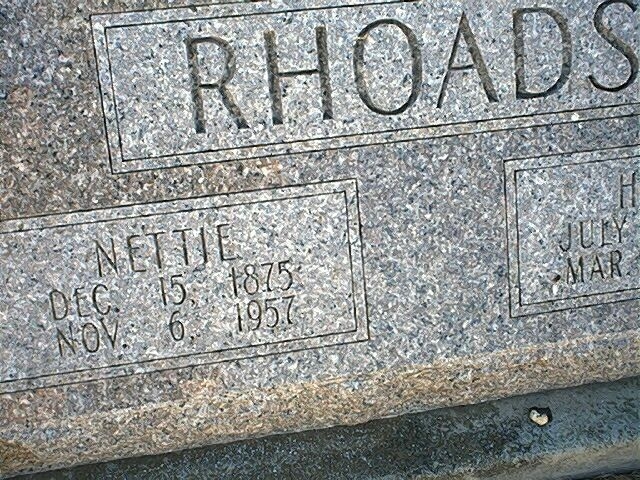 RHOADS
NETTIE
DEC. 15, 1875
NOV. 6, 1957
H
JULY
MAR.